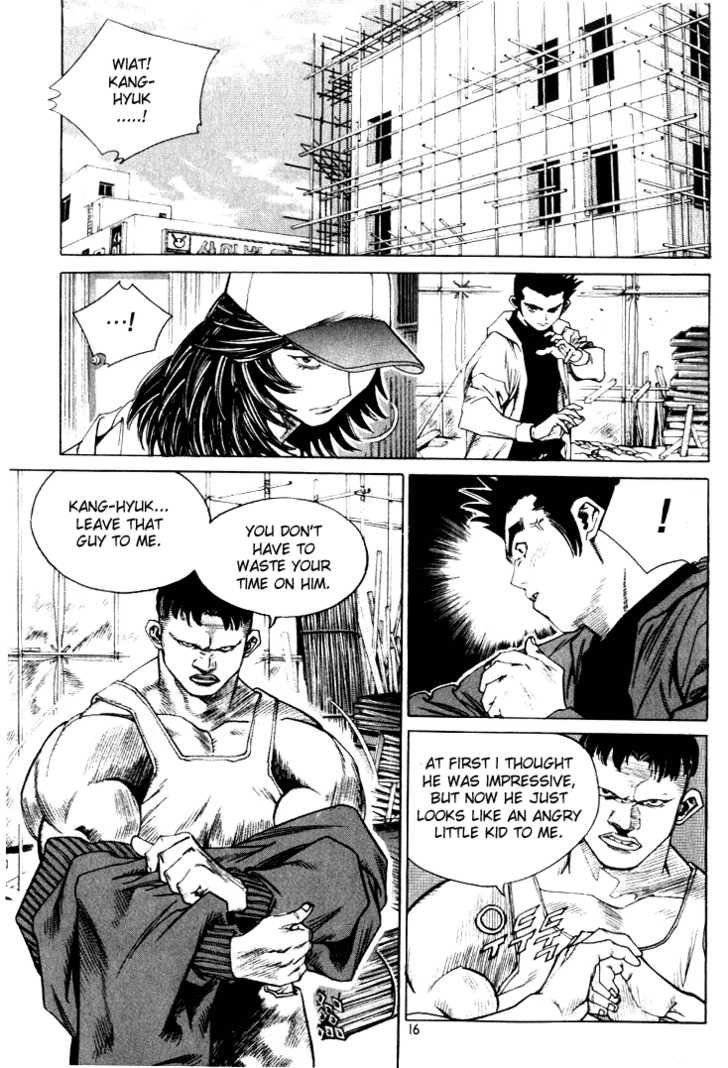 WIAT!
KANG-
HYUK
.....!
...!
KANG-HYUK...
LEAVE THAT
GUY TO ME.
YOU DON'T
HAVE TO
WASTE YOUR
TIME ON HIM.
!
AT FIRST I THOUGHT
HE WAS IMPRESSIVE,
BUT NOW HE JUST
LOOKS LIKE AN ANGRY
LITTLE KID TO ME.
16